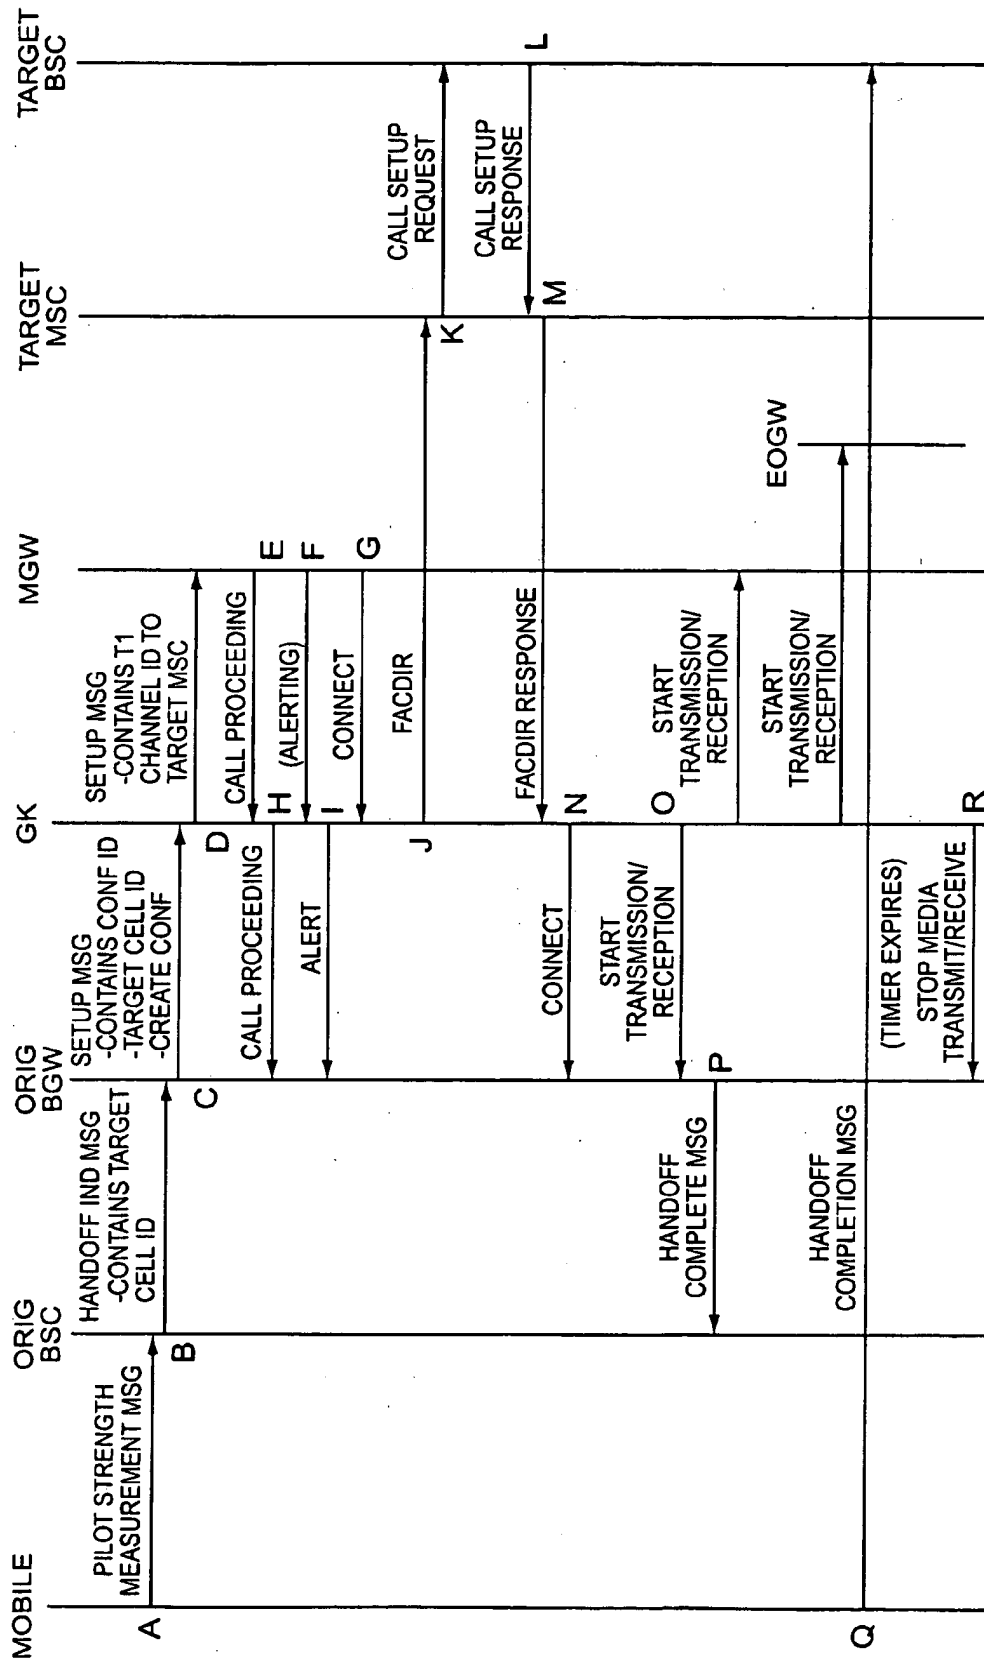 MOBILE
ORIG
BSC
ORIG
BGW
GK
MGW
TARGET
MSC
TARGET
BSC
A
PILOT STRENGTH
MEASUREMENT MSG
B
HANDOFF IND MSG
-CONTAINS TARGET
CELL ID
C
SETUP MSG
-CONTAINS CONF ID
-TARGET CELL ID
-CREATE CONF
D
SETUP MSG
-CONTAINS T1
CHANNEL ID TO
TARGET MSC
CALL PROCEEDING
E
H
CALL PROCEEDING
(ALERTING)
F
I
ALERT
CONNECT
G
J
FACDIR
K
CALL SETUP
REQUEST
L
CALL SETUP
RESPONSE
M
FACDIR RESPONSE
N
CONNECT
O
START
TRANSMISSION/
RECEPTION
START
TRANSMISSION/
RECEPTION
P
HANDOFF
COMPLETE MSG
START
TRANSMISSION/
RECEPTION
EOGW
Q
HANDOFF
COMPLETION MSG
(TIMER EXPIRES)
STOP MEDIA
TRANSMIT/RECEIVE
R